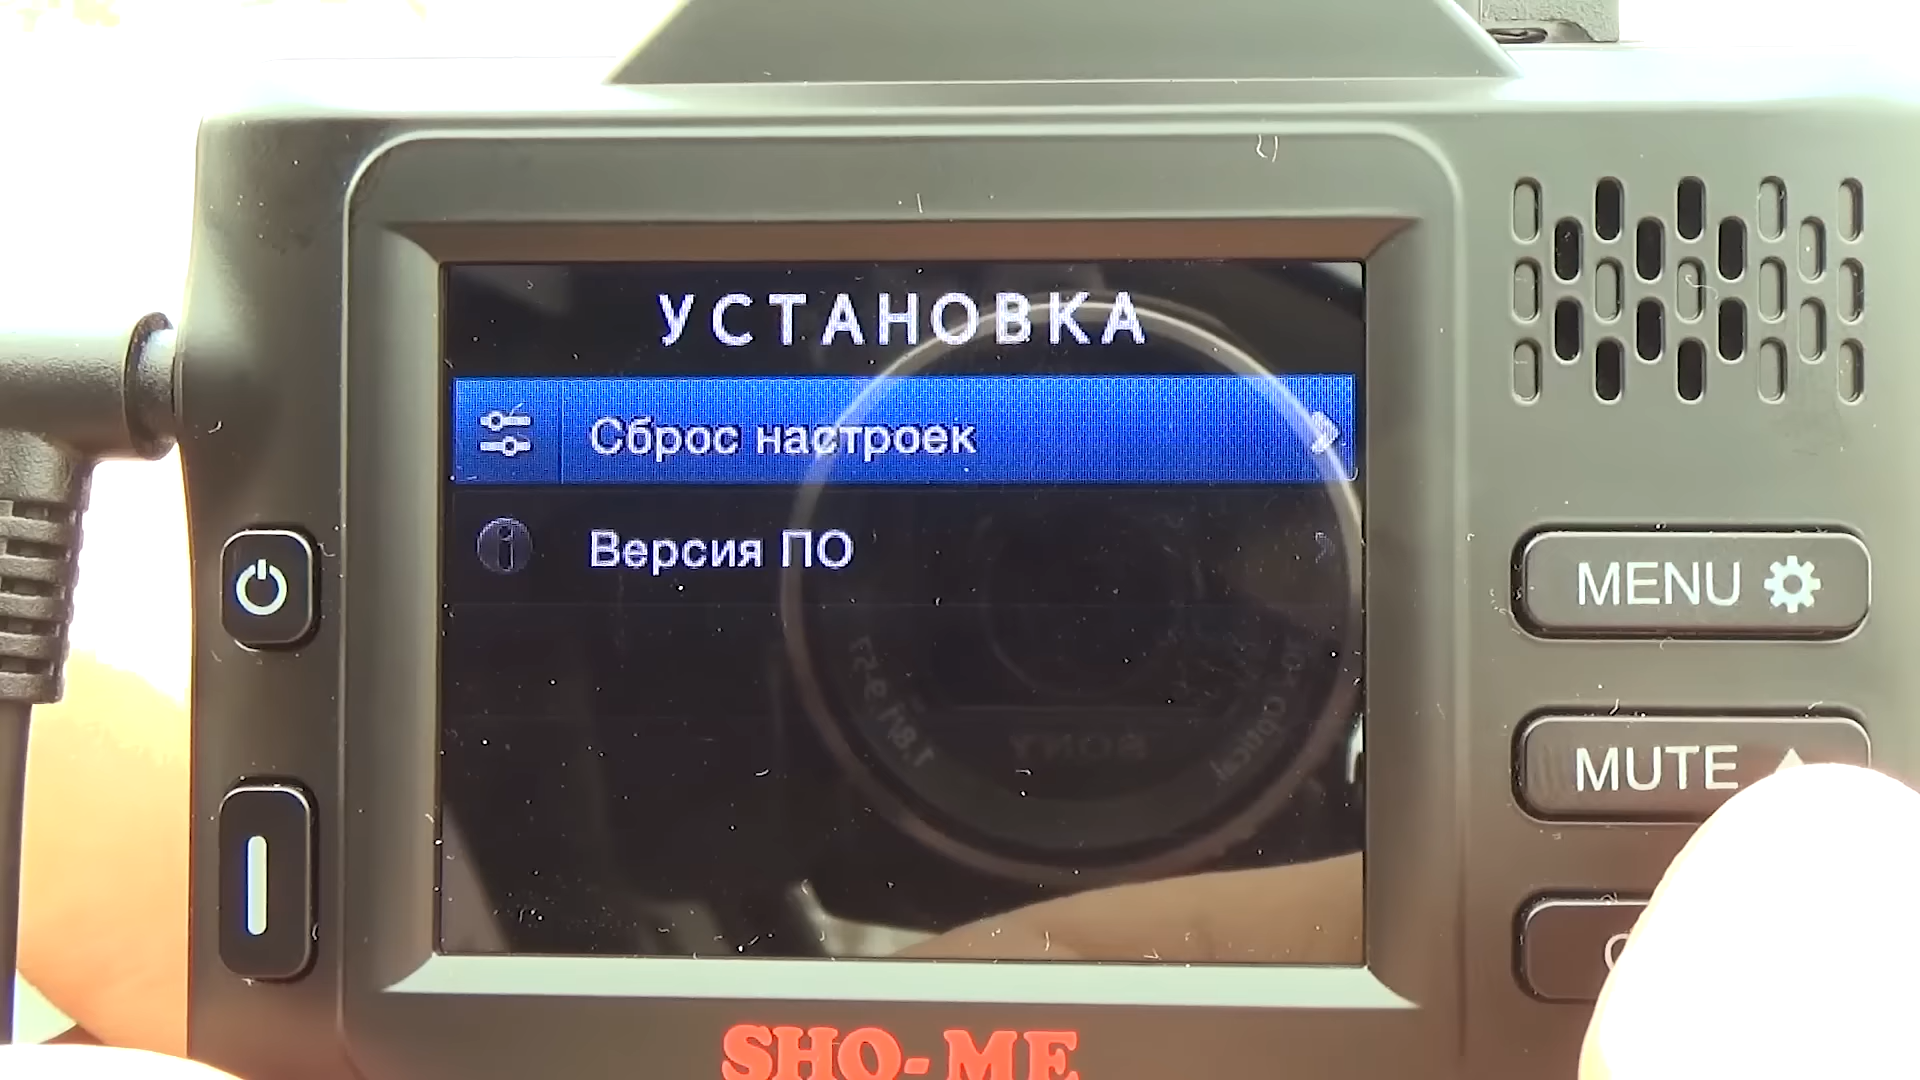 УСТАНОВКА
Сброс настроек
Версия ПО
MENU
MUTE
SHO-ME